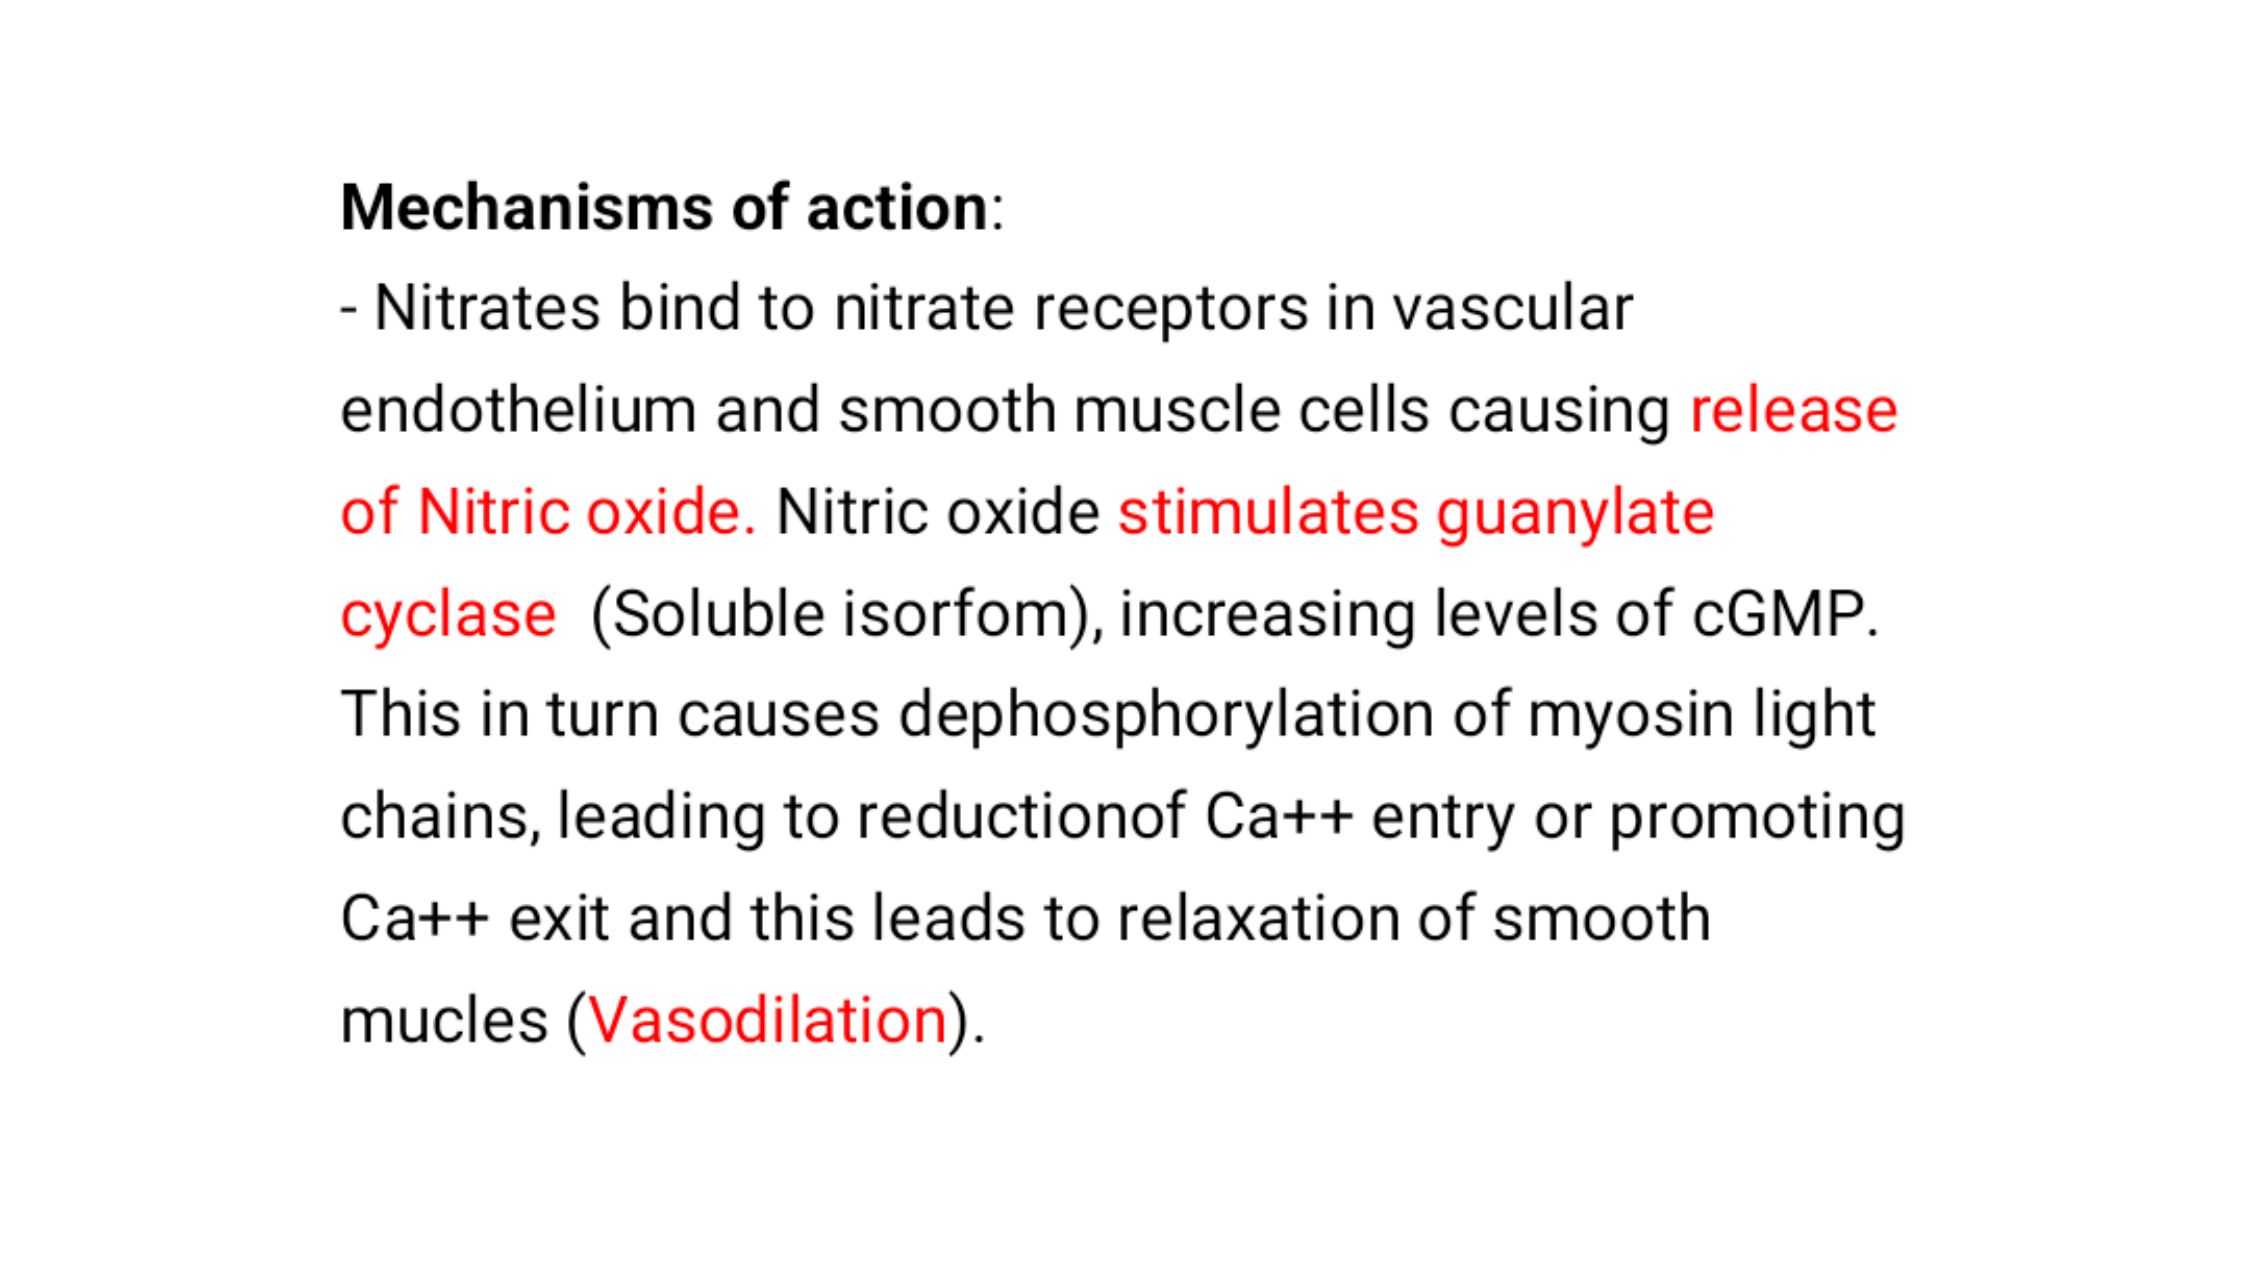 Mechanisms of action:
- Nitrates bind to nitrate receptors in vascular
endothelium and smooth muscle cells causing release
of Nitric oxide. Nitric oxide stimulates guanylate
cyclase  (Soluble isorfom), increasing levels of cGMP.
This in turn causes dephosphorylation of myosin light
chains, leading to reductionof Ca++ entry or promoting
Ca++ exit and this leads to relaxation of smooth
mucles (Vasodilation).